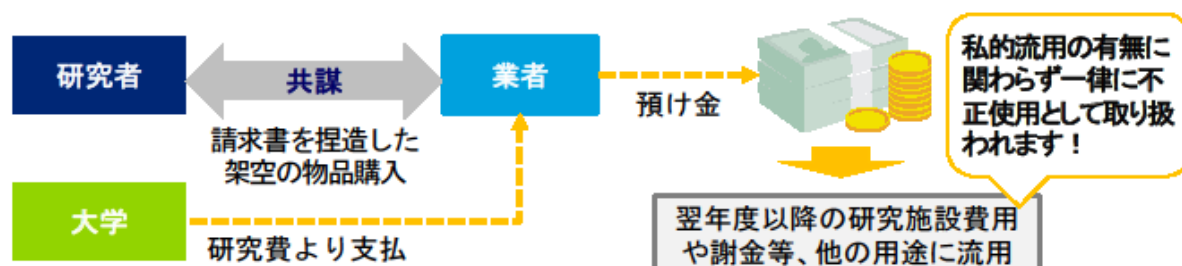 研究者
共謀
業者
請求書を捏造した
架空の物品購入
預け金
私的流用の有無に
関わらず一律に不
正使用として取り扱
われます！
大学
研究費より支払
翌年度以降の研究施設費用
や謝金等、他の用途に流用